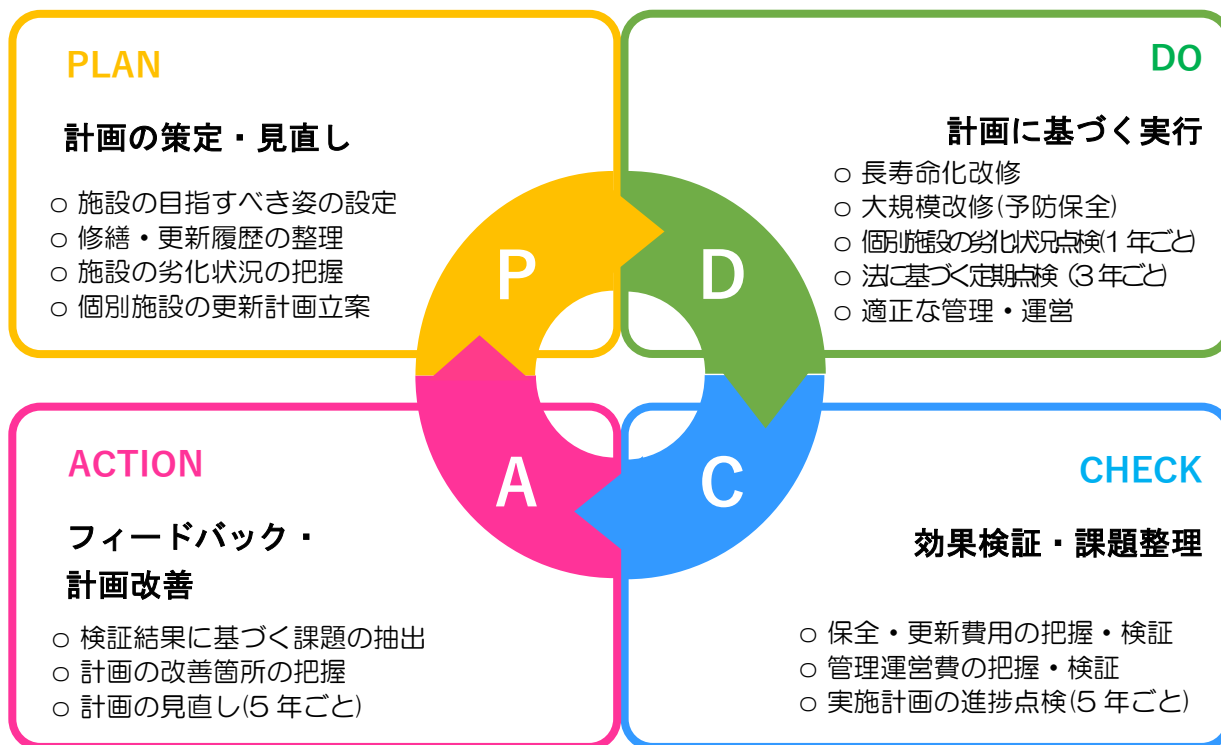 PLAN
計画の策定・見直し
○ 施設の目指すべき姿の設定
○ 修繕・更新履歴の整理
○ 施設の劣化状況の把握
○ 個別施設の更新計画立案
DO
計画に基づく実行
○ 長寿命化改修
○ 大規模改修(予防保全)
○ 個別施設の劣化状況点検(1 年ごと)
○ 法に基づく定期点検 (3 年ごと)
○ 適正な管理・運営
P
D
A
C
ACTION
フィードバック・
計画改善
○ 検証結果に基づく課題の抽出
○ 計画の改善箇所の把握
○ 計画の見直し(5 年ごと)
CHECK
効果検証・課題整理
○ 保全・更新費用の把握・検証
○ 管理運営費の把握・検証
○ 実施計画の進捗点検(5 年ごと)